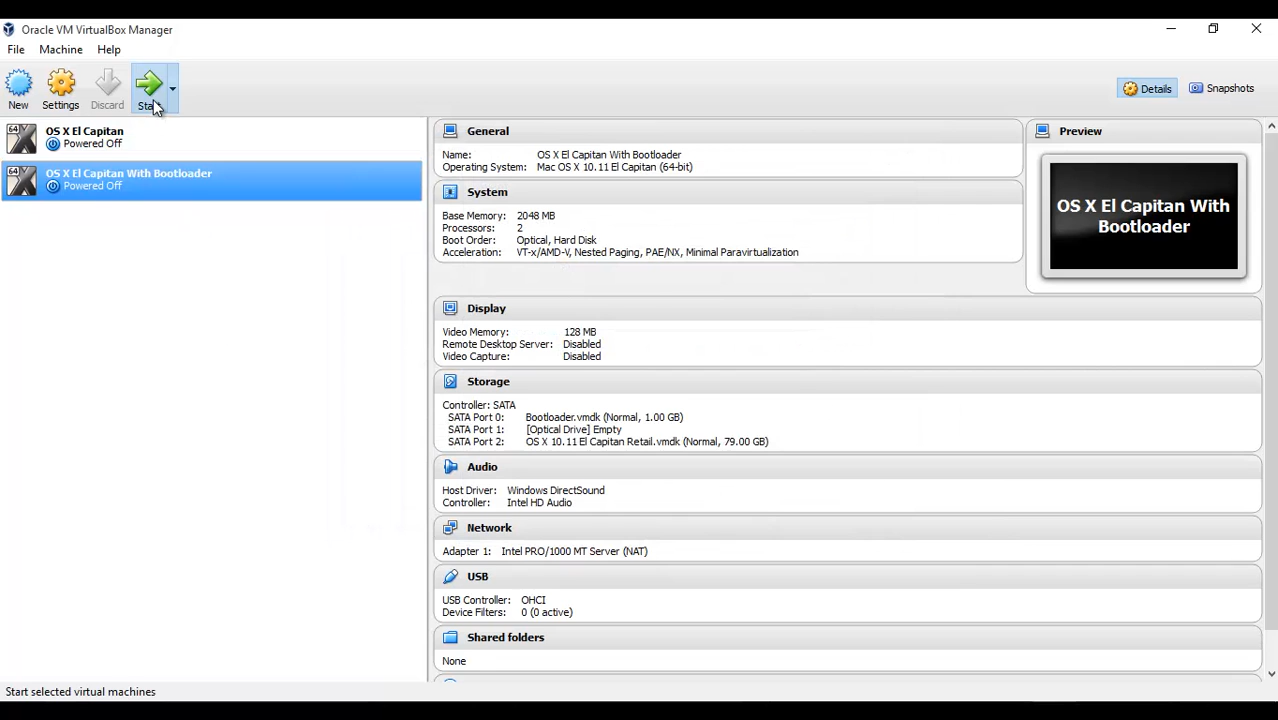 Oracle VM VirtualBox Manager
File Machine Help
New Settings Discard Start
Details Snapshots
64 OS X El Capitan
Powered Off
64 OS X El Capitan With Bootloader
Powered Off
General
Name: OS X El Capitan With Bootloader
Operating System: Mac OS X 10.11 El Capitan (64-bit)
Preview
OS X El Capitan With
Bootloader
System
Base Memory: 2048 MB
Processors: 2
Boot Order: Optical, Hard Disk
Acceleration: VT-x/AMD-V, Nested Paging, PAE/NX, Minimal Paravirtualization
Display
Video Memory: 128 MB
Remote Desktop Server: Disabled
Video Capture: Disabled
Storage
Controller: SATA
SATA Port 0: Bootloader.vmdk (Normal, 1.00 GB)
SATA Port 1: [Optical Drive] Empty
SATA Port 2: OS X 10.11 El Capitan Retail.vmdk (Normal, 79.00 GB)
Audio
Host Driver: Windows DirectSound
Controller: Intel HD Audio
Network
Adapter 1: Intel PRO/1000 MT Server (NAT)
USB
USB Controller: OHCI
Device Filters: 0 (0 active)
Shared folders
None
Start selected virtual machines